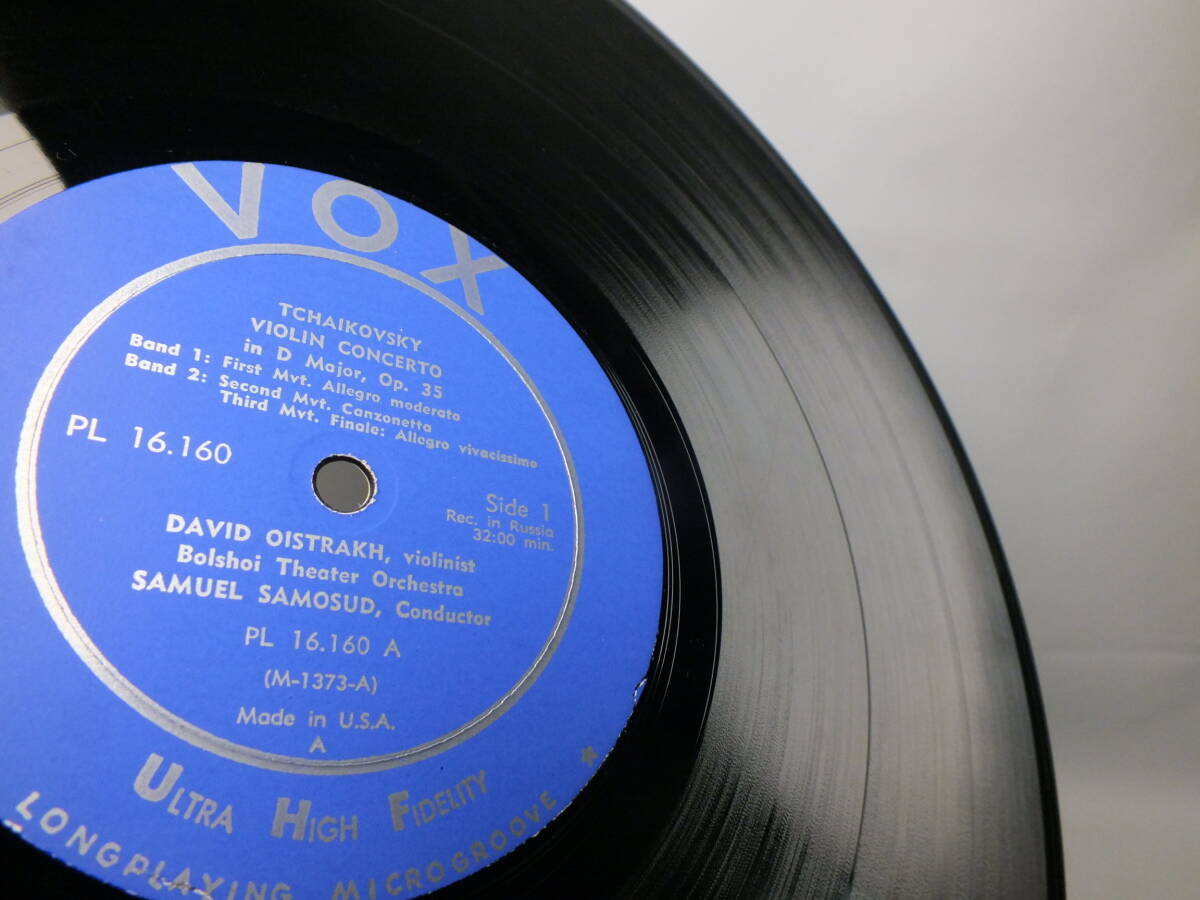 VOX
TCHAIKOVSKY
VIOLIN CONCERTO
in D Major, Op. 35
Band 1: First Mvt. Allegro moderato
Band 2: Second Mvt. Canzonetta
Third Mvt. Finale: Allegro vivacissimo
PL 16.160
Side 1
Rec. in Russia
32:00 min.
DAVID OISTRAKH, violinist
Bolshoi Theater Orchestra
SAMUEL SAMOSUD, Conductor
PL 16.160 A
(M-1373-A)
Made in U.S.A.
A
ULTRA HIGH FIDELITY
LONGPLAYING MICROGROOVE